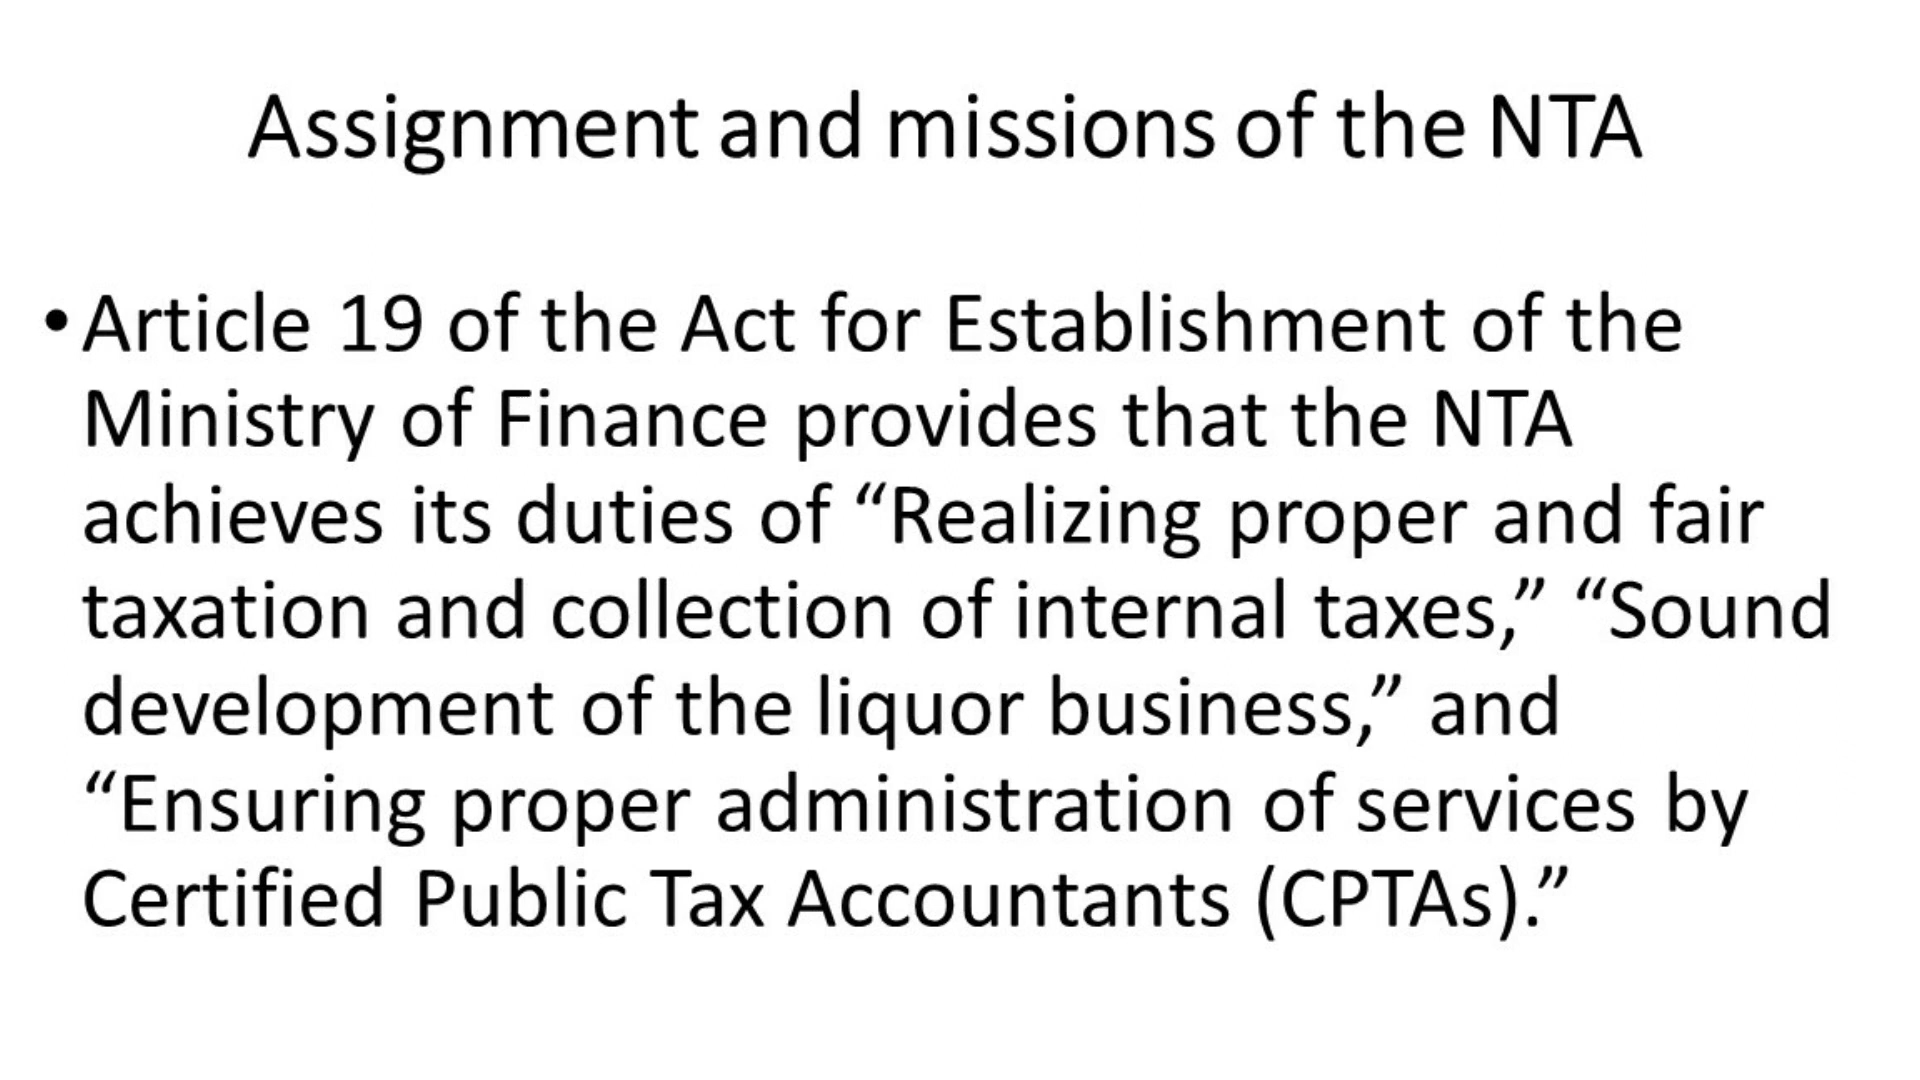 Assignment and missions of the NTA
• Article 19 of the Act for Establishment of the
Ministry of Finance provides that the NTA
achieves its duties of “Realizing proper and fair
taxation and collection of internal taxes,” “Sound
development of the liquor business,” and
“Ensuring proper administration of services by
Certified Public Tax Accountants (CPTAs).”